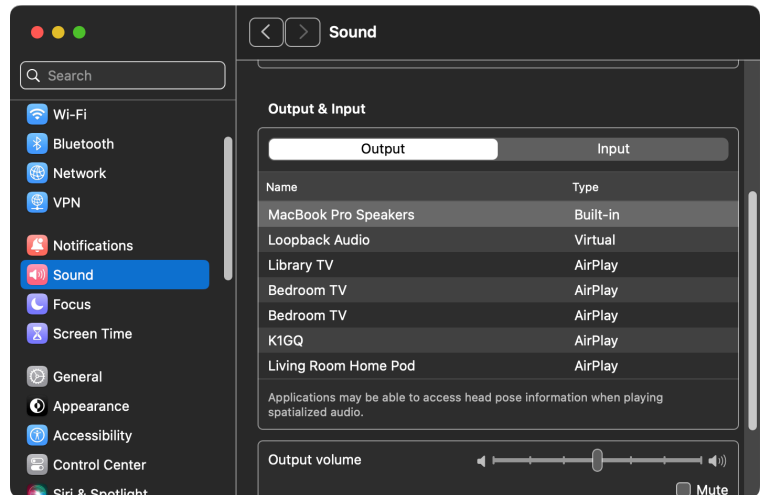 Sound
Search
Wi-Fi
Bluetooth
Network
VPN
Notifications
Sound
Focus
Screen Time
General
Appearance
Accessibility
Control Center
Siri & Spotlight
Output & Input
Output Input
Name Type
MacBook Pro Speakers Built-in
Loopback Audio Virtual
Library TV AirPlay
Bedroom TV AirPlay
Bedroom TV AirPlay
K1GQ AirPlay
Living Room Home Pod AirPlay
Applications may be able to access head pose information when playing
spatialized audio.
Output volume
Mute